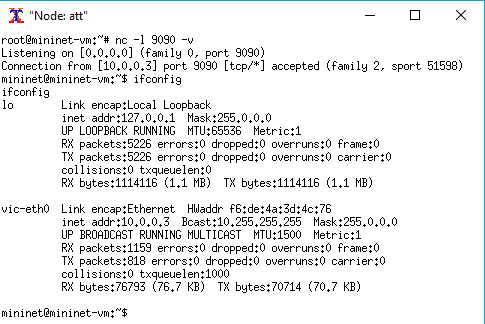 "Node: att"
root@mininet-vm:~# nc -l 9090 -v
Listening on [0.0.0.0] (family 0, port 9090)
Connection from [10.0.0.3] port 9090 [tcp/*] accepted (family 2, sport 51598)
mininet@mininet-vm:~$ ifconfig
ifconfig
lo        Link encap:Local Loopback
          inet addr:127.0.0.1  Mask:255.0.0.0
          UP LOOPBACK RUNNING  MTU:65536  Metric:1
          RX packets:5226 errors:0 dropped:0 overruns:0 frame:0
          TX packets:5226 errors:0 dropped:0 overruns:0 carrier:0
          collisions:0 txqueuelen:0
          RX bytes:1114116 (1.1 MB)  TX bytes:1114116 (1.1 MB)
vic-eth0  Link encap:Ethernet  HWaddr f6:de:4a:3d:4c:76
          inet addr:10.0.0.3  Bcast:10.255.255.255  Mask:255.0.0.0
          UP BROADCAST RUNNING MULTICAST  MTU:1500  Metric:1
          RX packets:1159 errors:0 dropped:0 overruns:0 frame:0
          TX packets:818 errors:0 dropped:0 overruns:0 carrier:0
          collisions:0 txqueuelen:1000
          RX bytes:76793 (76.7 KB)  TX bytes:70714 (70.7 KB)
mininet@mininet-vm:~$